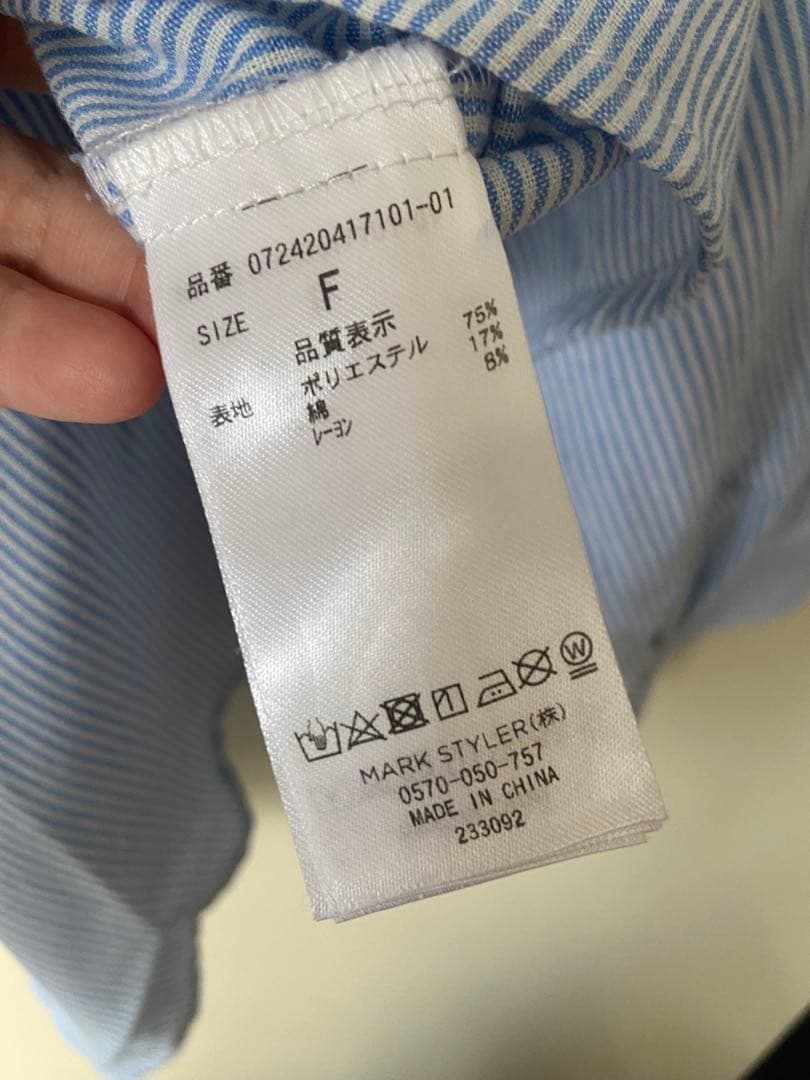 品番 072420417101-01
SIZE F
品質表示
表地 ポリエステル 75%
綿 17%
レーヨン 8%
W
MARK STYLER(株)
0570-050-757
MADE IN CHINA
233092